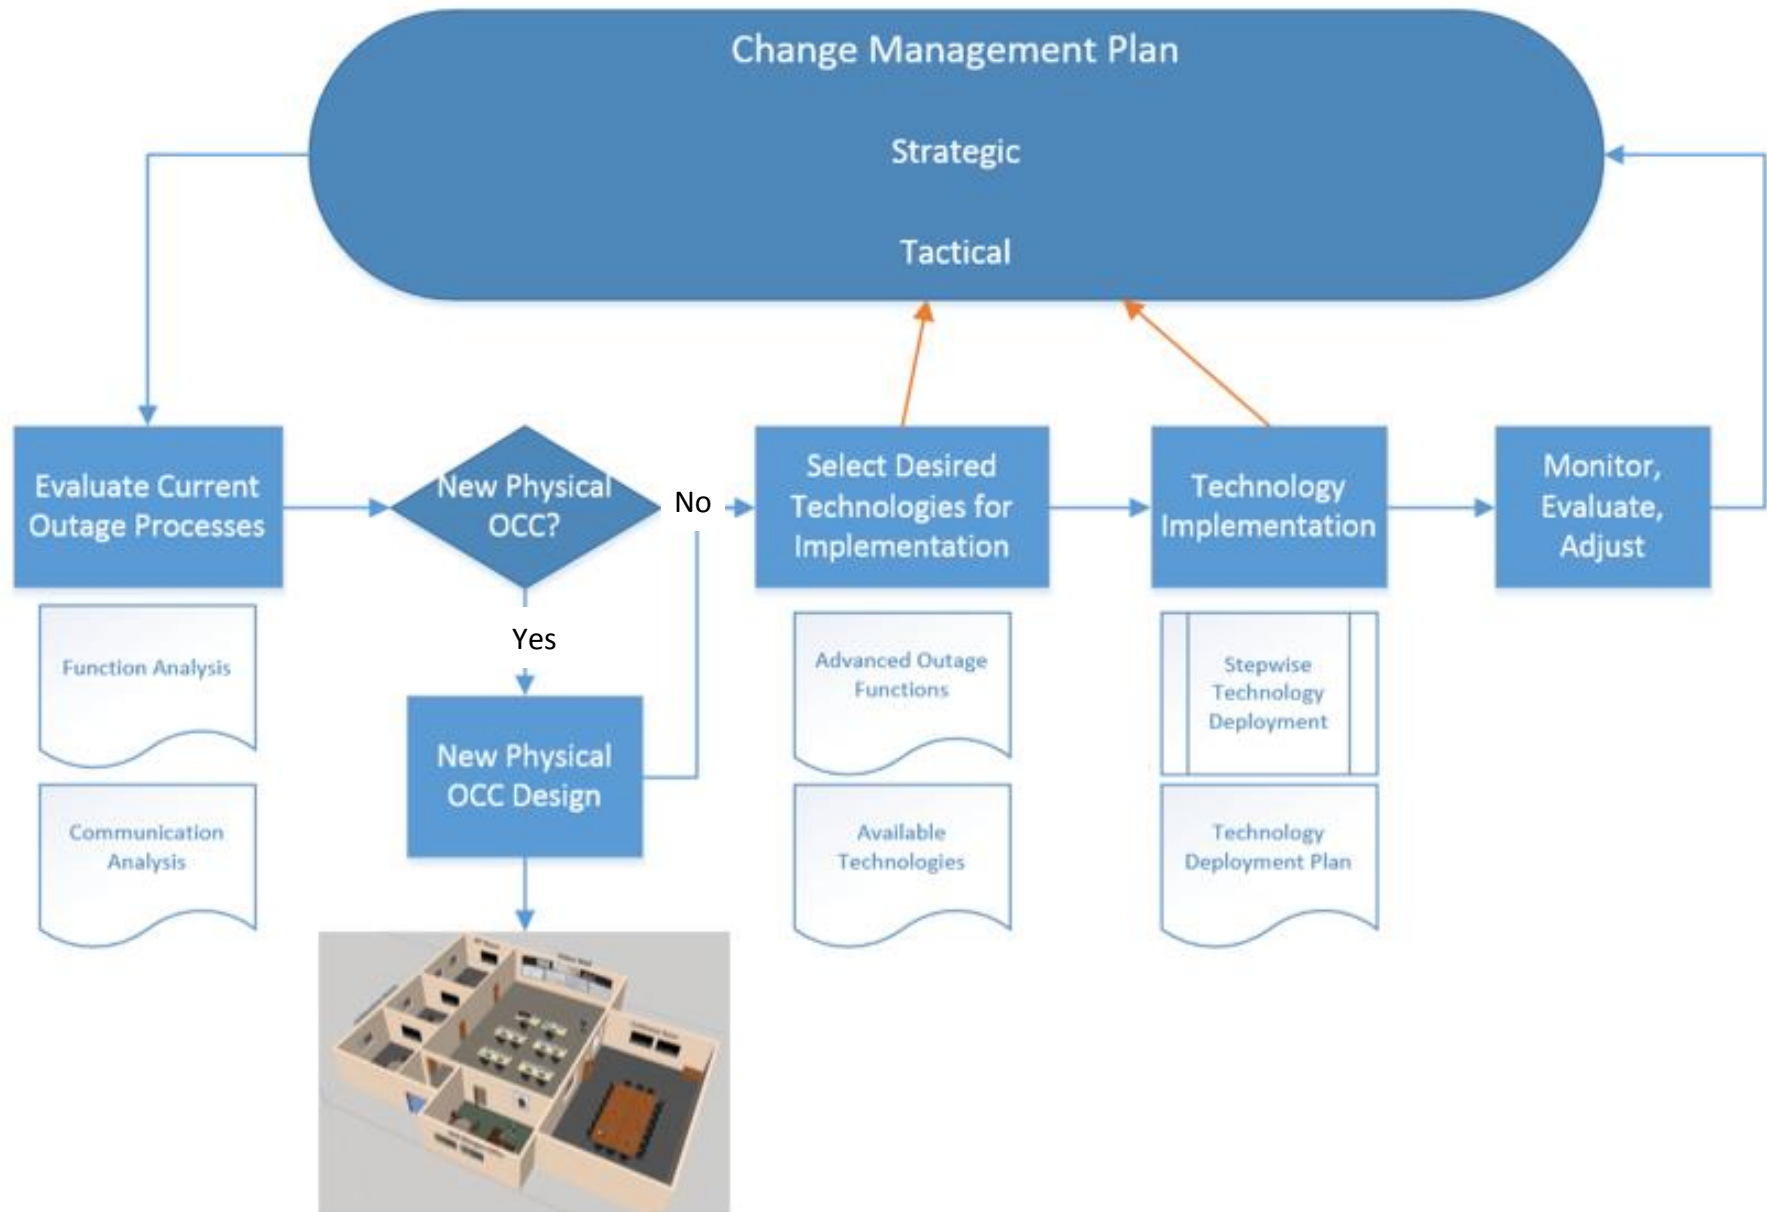 Change Management Plan
Strategic
Tactical
Evaluate Current
Outage Processes
New Physical
OCC?
No
Yes
Select Desired
Technologies for
Implementation
Technology
Implementation
Monitor,
Evaluate,
Adjust
Function Analysis
Communication
Analysis
New Physical
OCC Design
Advanced Outage
Functions
Available
Technologies
Stepwise
Technology
Deployment
Technology
Deployment Plan